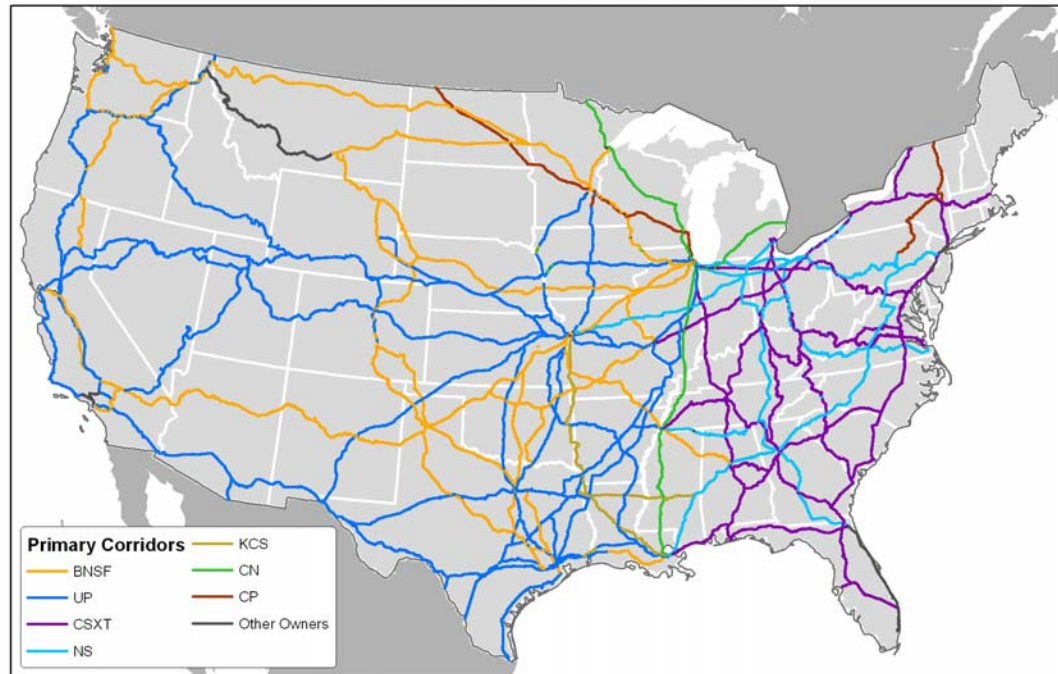 Primary Corridors
BNSF
UP
CSXT
NS
KCS
CN
CP
Other Owners